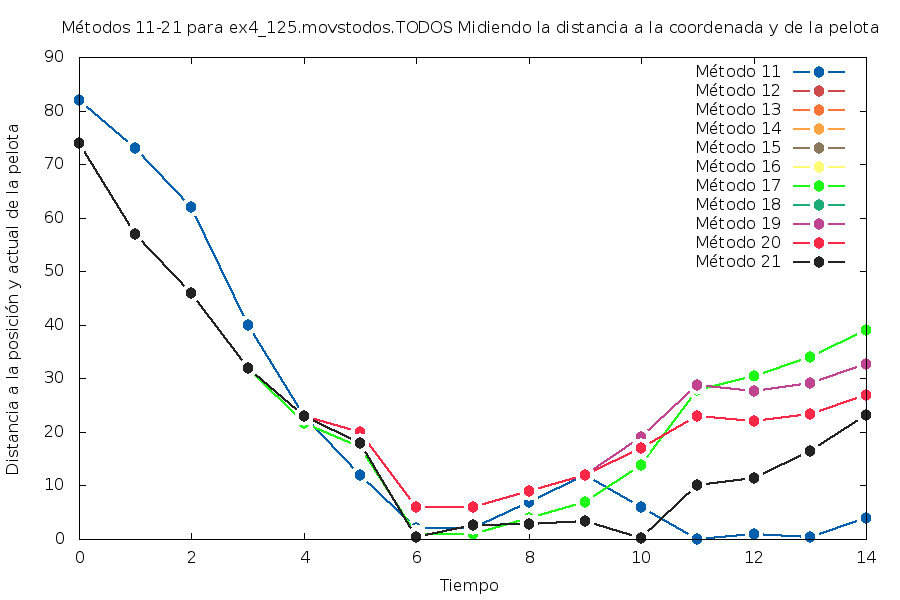 Métodos 11-21 para ex4_125.movstodos.TODOS Midiendo la distancia a la coordenada y de la pelota
Distancia a la posición y actual de la pelota
90
80
70
60
50
40
30
20
10
0
Método 11
Método 12
Método 13
Método 14
Método 15
Método 16
Método 17
Método 18
Método 19
Método 20
Método 21
0 2 4 6 8 10 12 14
Tiempo